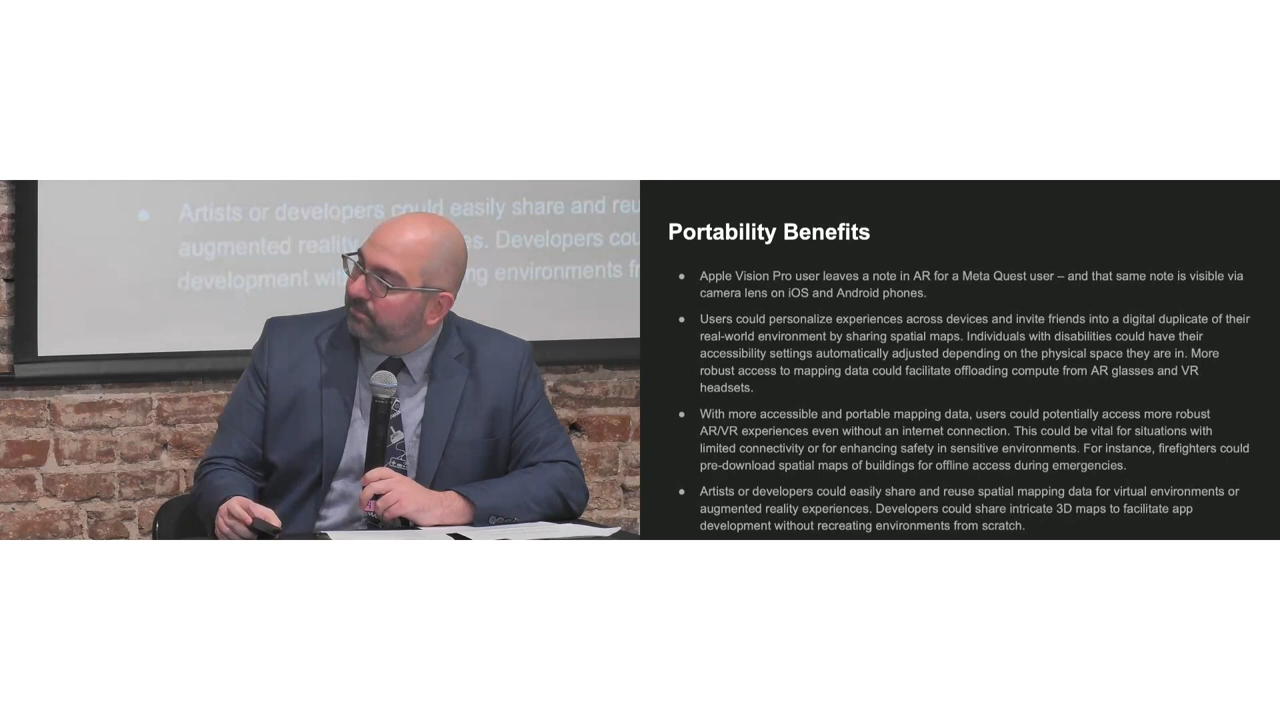 Artists or developers could easily share and
augmented reality
es. Developers
development
ng environments
Portability Benefits
● Apple Vision Pro user leaves a note in AR for a Meta Quest user – and that same note is visible via
camera lens on iOS and Android phones.
● Users could personalize experiences across devices and invite friends into a digital duplicate of their
real-world environment by sharing spatial maps. Individuals with disabilities could have their
accessibility settings automatically adjusted depending on the physical space they are in. More
robust access to mapping data could facilitate offloading compute from AR glasses and VR
headsets.
● With more accessible and portable mapping data, users could potentially access more robust
AR/VR experiences even without an internet connection. This could be vital for situations with
limited connectivity or for enhancing safety in sensitive environments. For instance, firefighters could
pre-download spatial maps of buildings for offline access during emergencies.
● Artists or developers could easily share and reuse spatial mapping data for virtual environments or
augmented reality experiences. Developers could share intricate 3D maps to facilitate app
development without recreating environments from scratch.